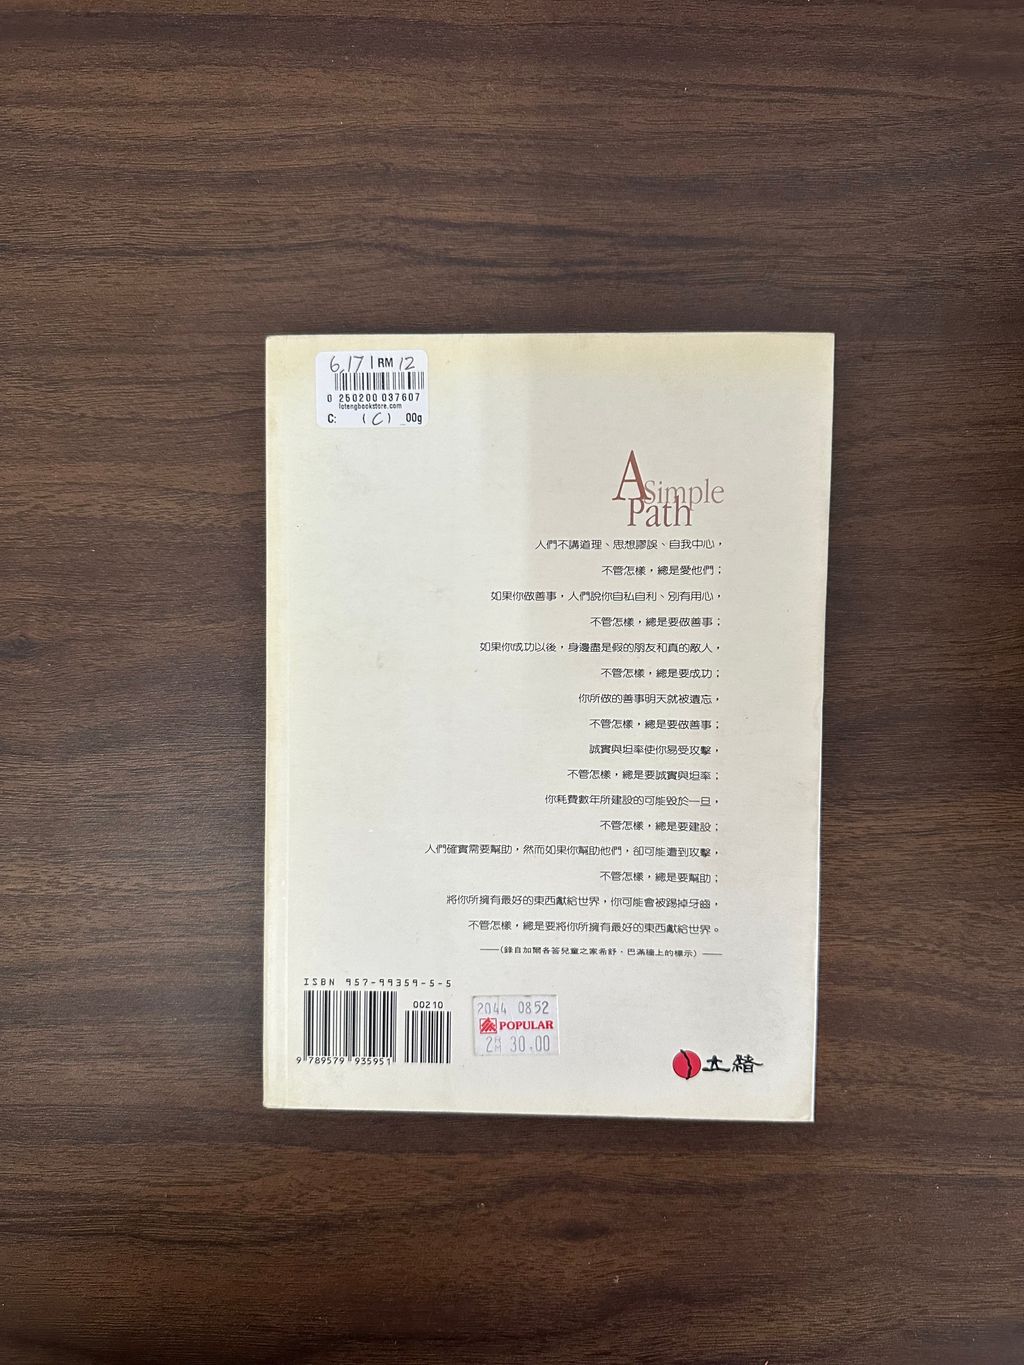 6.17 | RM 12
0 250200 037607
lotengbookstore.com
C: (C) .00g
A Simple
Path
人們不講道理、思想謬誤、自我中心，
不管怎樣，總是愛他們；
如果你做善事，人們說你自私自利、別有用心，
不管怎樣，總是要做善事；
如果你成功以後，身邊盡是假的朋友和真的敵人，
不管怎樣，總是要成功；
你所做的善事明天就被遺忘，
不管怎樣，總是要做善事；
誠實與坦率使你易受攻擊，
不管怎樣，總是要誠實與坦率；
你耗費數年所建設的可能毀於一旦，
不管怎樣，總是要建設；
人們確實需要幫助，然而如果你幫助他們，卻可能遭到攻擊，
不管怎樣，總是要幫助；
將你所擁有最好的東西獻給世界，你可能會被踢掉牙齒，
不管怎樣，總是要將你所擁有最好的東西獻給世界。
——（錄自加爾各答兒童之家希舒・巴滿牆上的標示）——
ISBN 957-99359-5-5
00210
9 789579 935951
2044 0852
POPULAR
RM 30.00
立緒